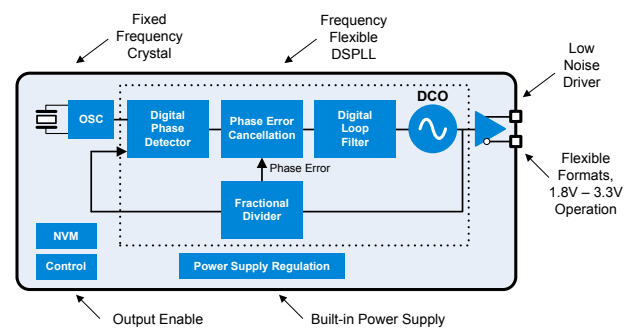 Fixed
Frequency
Crystal
Frequency
Flexible
DSPLL
Low
Noise
Driver
OSC
Digital
Phase
Detector
Phase Error
Cancellation
Digital
Loop
Filter
DCO
Phase Error
Fractional
Divider
Flexible
Formats,
1.8V – 3.3V
Operation
NVM
Control
Power Supply Regulation
Output Enable
Built-in Power Supply